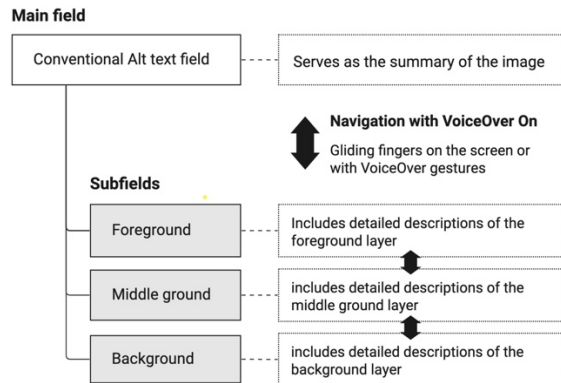 Main field
Conventional Alt text field
Serves as the summary of the image
Navigation with VoiceOver On
Gliding fingers on the screen or
with VoiceOver gestures
Subfields
Foreground
Includes detailed descriptions of the
foreground layer
Middle ground
includes detailed descriptions of the
middle ground layer
Background
includes detailed descriptions of the
background layer